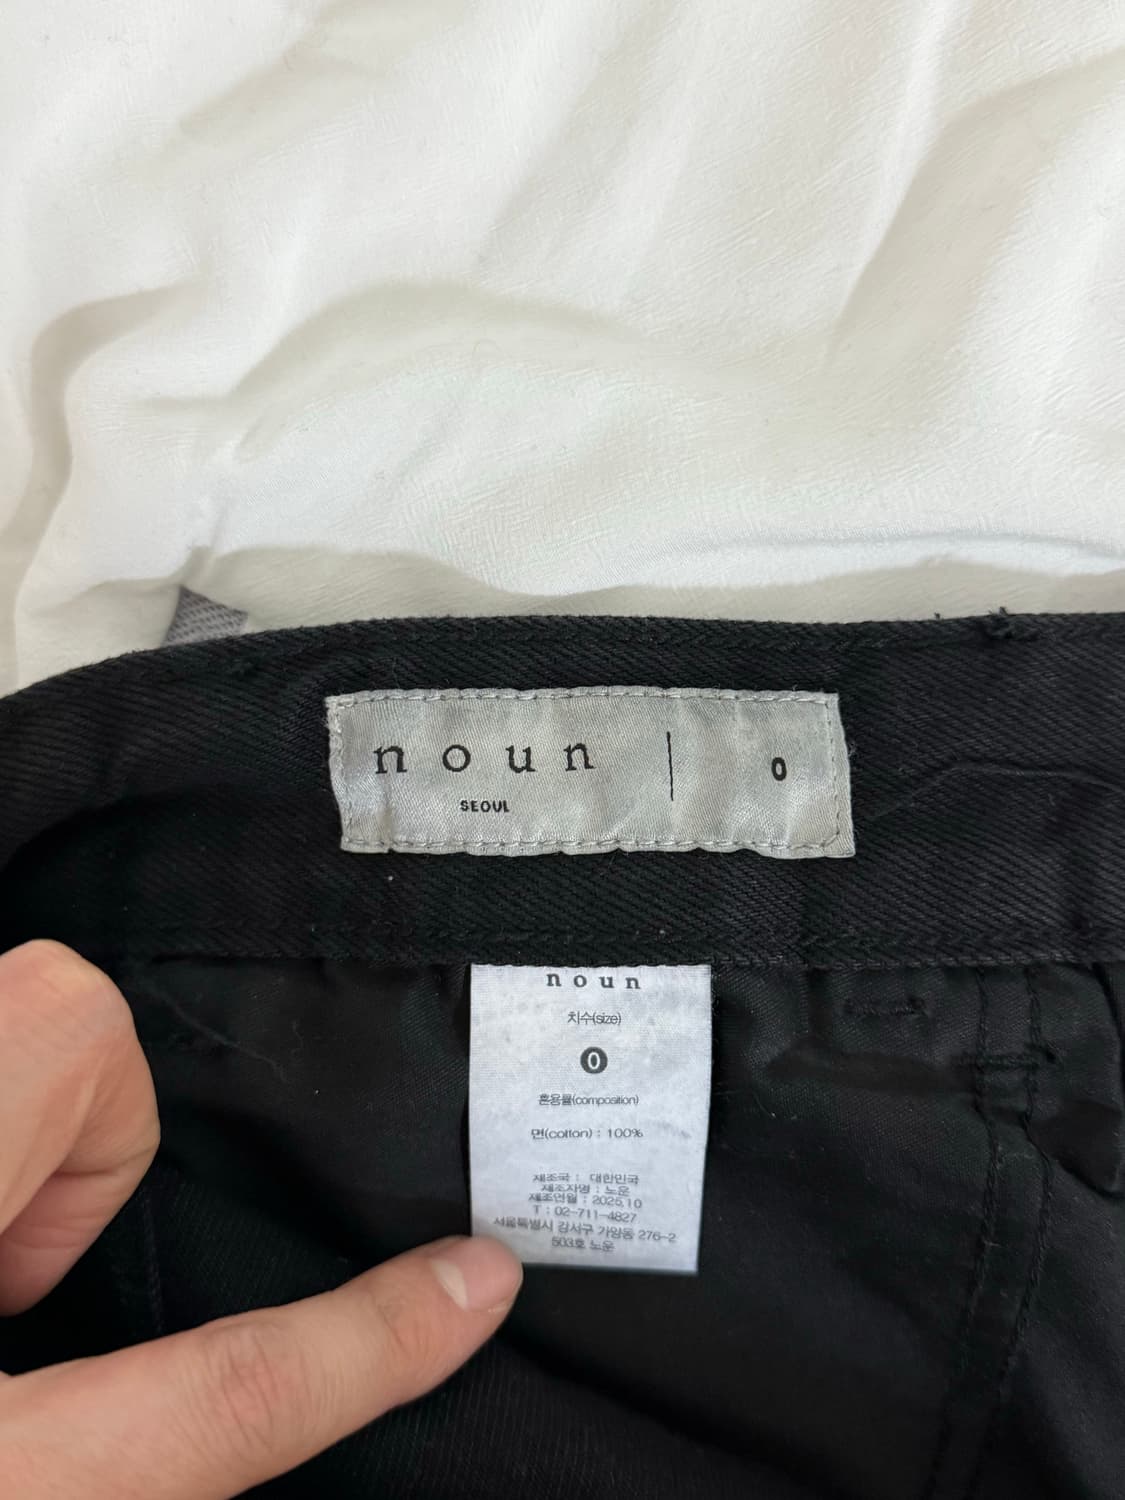 noun | 0
SEOUL
noun
치수(size)
0
혼용률(composition)
면(cotton) : 100%
제조국 : 대한민국
제조자명 : 노운
제조연월 : 2025.10
T : 02-711-4827
서울특별시 강서구 가양동 276-2
503호 노운